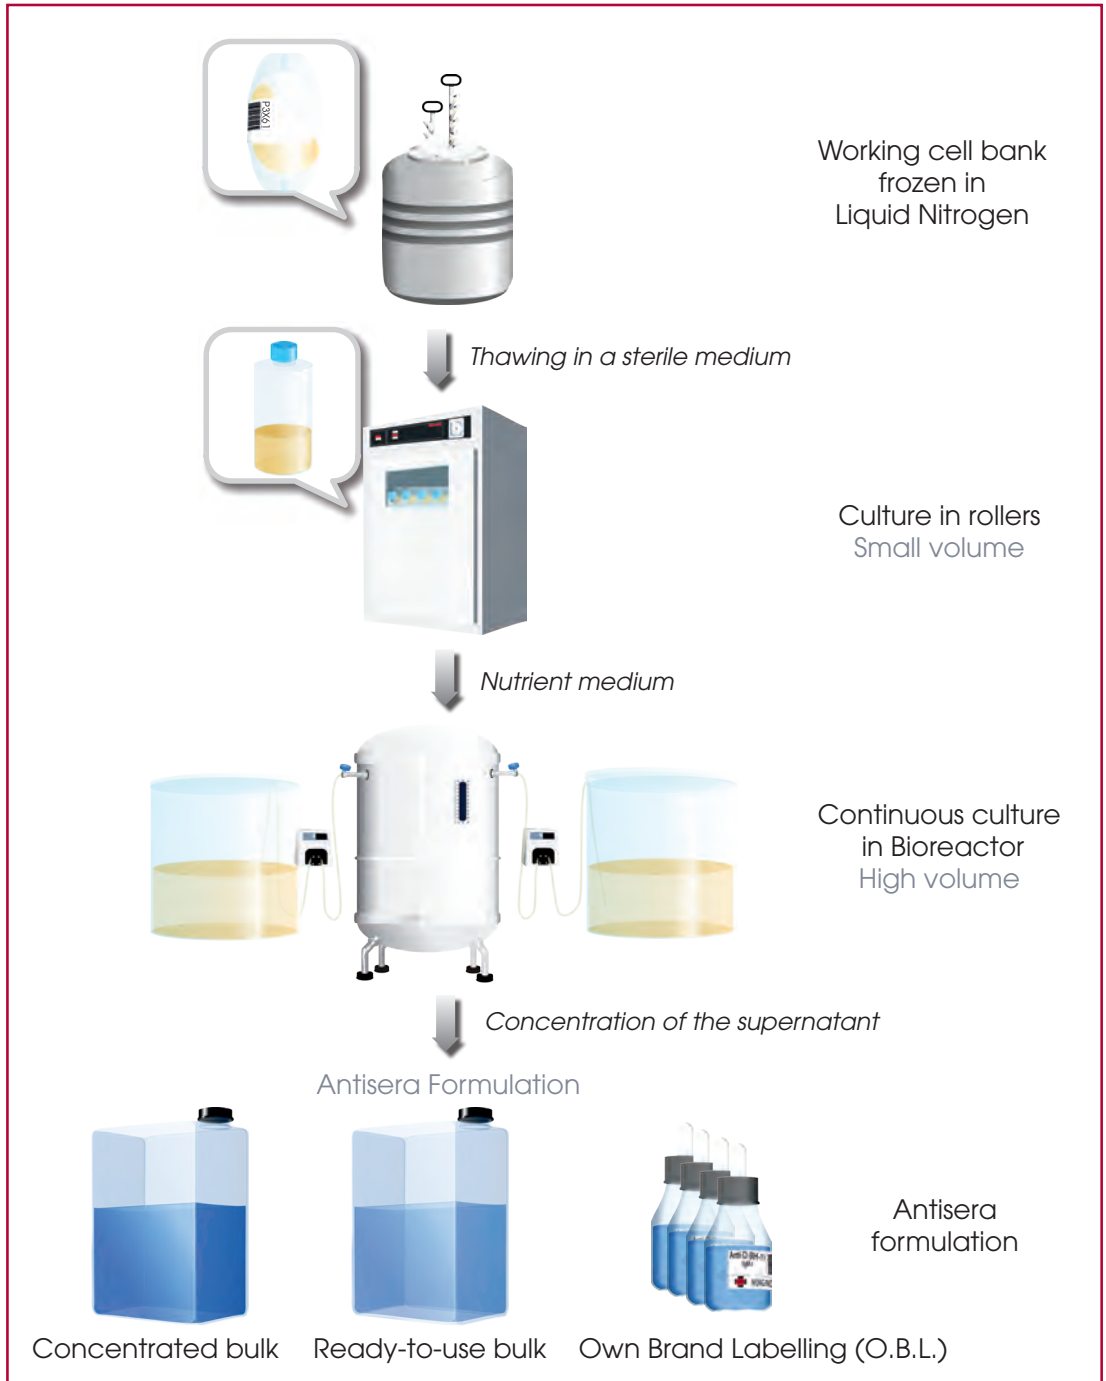 P3X61
Working cell bank
frozen in
Liquid Nitrogen
Thawing in a sterile medium
Culture in rollers
Small volume
Nutrient medium
Continuous culture
in Bioreactor
High volume
Concentration of the supernatant
Antisera Formulation
Antisera
formulation
Concentrated bulk
Ready-to-use bulk
Own Brand Labelling (O.B.L.)